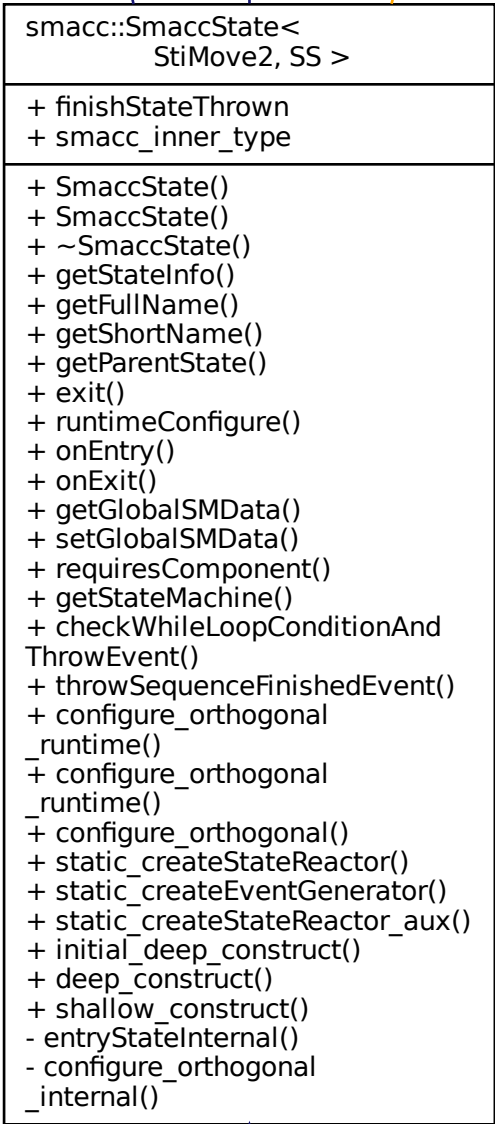 smacc::SmaccState<
StiMove2, SS >
+ finishStateThrown
+ smacc_inner_type
+ SmaccState()
+ SmaccState()
+ ~SmaccState()
+ getStateInfo()
+ getFullName()
+ getShortName()
+ getParentState()
+ exit()
+ runtimeConfigure()
+ onEntry()
+ onExit()
+ getGlobalSMData()
+ setGlobalSMData()
+ requiresComponent()
+ getStateMachine()
+ checkWhileLoopConditionAnd
ThrowEvent()
+ throwSequenceFinishedEvent()
+ configure_orthogonal
_runtime()
+ configure_orthogonal
_runtime()
+ configure_orthogonal()
+ static_createStateReactor()
+ static_createEventGenerator()
+ static_createStateReactor_aux()
+ initial_deep_construct()
+ deep_construct()
+ shallow_construct()
- entryStateInternal()
- configure_orthogonal
_internal()